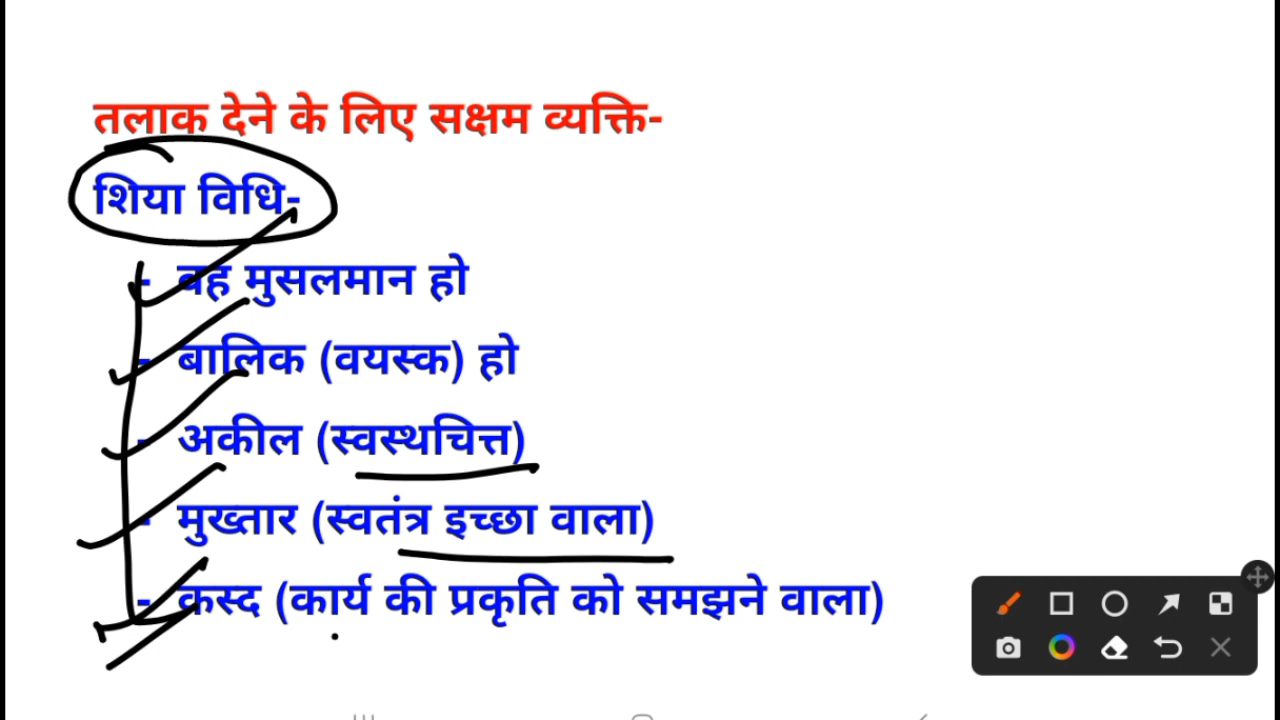 तलाक देने के लिए सक्षम व्यक्ति-
शिया विधि-
- वह मुसलमान हो
- बालिक (वयस्क) हो
- अकील (स्वस्थचित्त)
- मुख्तार (स्वतंत्र इच्छा वाला)
- कस्द (कार्य की प्रकृति को समझने वाला)